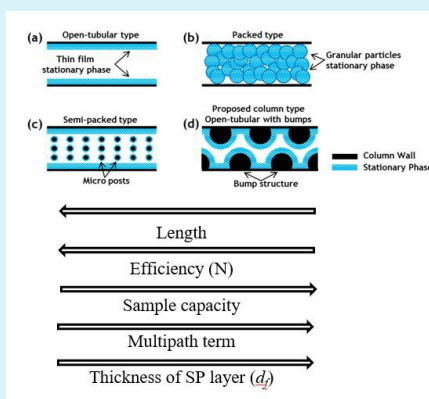 (a)
Open-tubular type
Thin film
stationary phase
(b)
Packed type
Granular particles
stationary phase
(c)
Semi-packed type
Micro posts
(d)
Proposed column type
Open-tubular with bumps
Bump structure
Column Wall
Stationary Phase
Length
Efficiency (N)
Sample capacity
Multipath term
Thickness of SP layer (df)